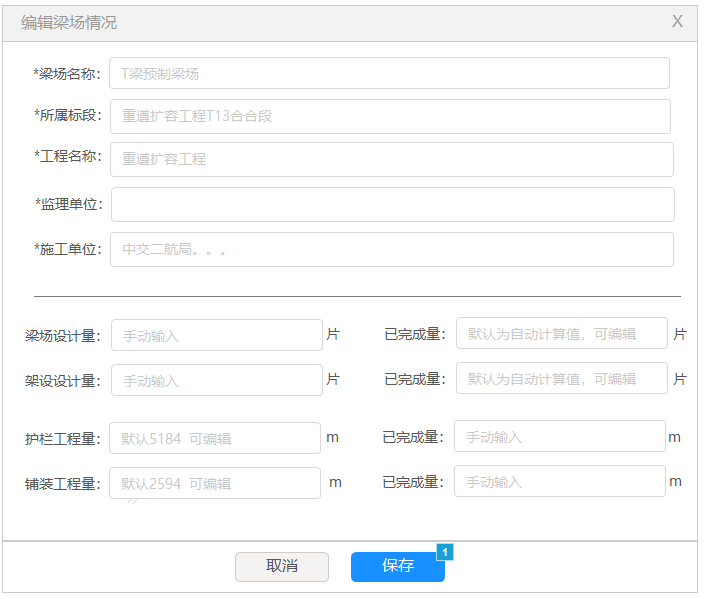 编辑梁场情况 X
*梁场名称： T梁预制梁场
*所属标段： 重遵扩容工程T13合合段
*工程名称： 重遵扩容工程
*监理单位：
*施工单位： 中交二航局。。。
梁场设计量： 手动输入 片 已完成量： 默认为自动计算值，可编辑 片
架设设计量： 手动输入 片 已完成量： 默认为自动计算值，可编辑 片
护栏工程量： 默认5184 可编辑 m 已完成量： 手动输入 m
铺装工程量： 默认2594 可编辑 m 已完成量： 手动输入 m
取消 保存 1